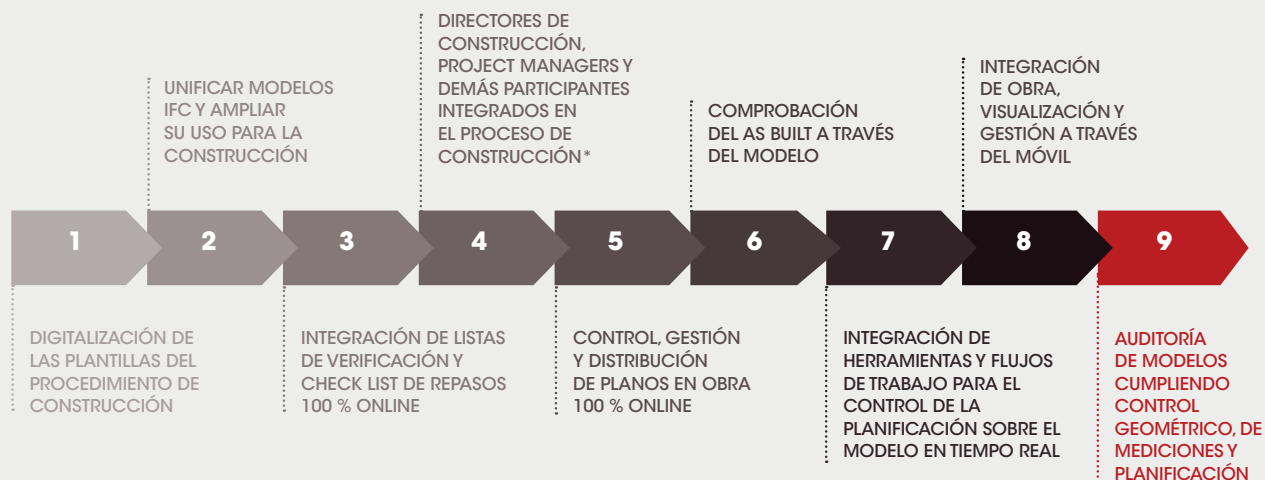 1
DIGITALIZACIÓN DE
LAS PLANTILLAS DEL
PROCEDIMIENTO DE
CONSTRUCCIÓN
2
UNIFICAR MODELOS
IFC Y AMPLIAR
SU USO PARA LA
CONSTRUCCIÓN
3
INTEGRACIÓN DE LISTAS
DE VERIFICACIÓN Y
CHECK LIST DE REPASOS
100 % ONLINE
4
DIRECTORES DE
CONSTRUCCIÓN,
PROJECT MANAGERS Y
DEMÁS PARTICIPANTES
INTEGRADOS EN
EL PROCESO DE
CONSTRUCCIÓN*
5
CONTROL, GESTIÓN
Y DISTRIBUCIÓN
DE PLANOS EN OBRA
100 % ONLINE
6
COMPROBACIÓN
DEL AS BUILT A TRAVÉS
DEL MODELO
7
INTEGRACIÓN DE
HERRAMIENTAS Y FLUJOS
DE TRABAJO PARA EL
CONTROL DE LA
PLANIFICACIÓN SOBRE EL
MODELO EN TIEMPO REAL
8
INTEGRACIÓN
DE OBRA,
VISUALIZACIÓN Y
GESTIÓN A TRAVÉS
DEL MÓVIL
9
AUDITORÍA
DE MODELOS
CUMPLIENDO
CONTROL
GEOMÉTRICO, DE
MEDICIONES Y
PLANIFICACIÓN